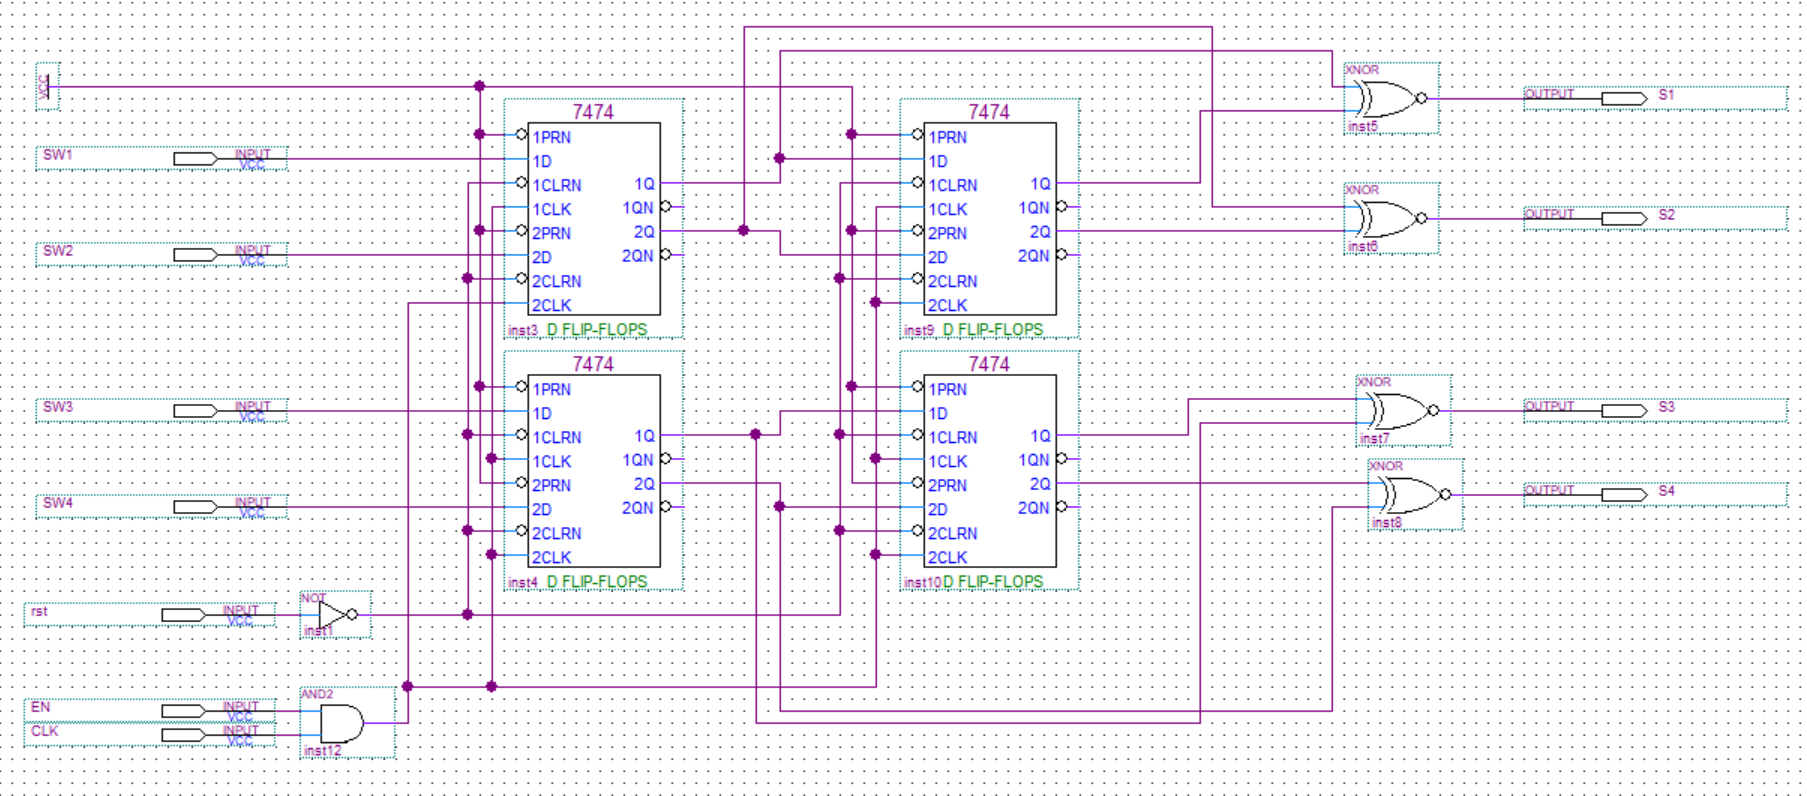 VCC
XNOR
inst5
OUTPUT
S1
7474
1PRN
1D
1CLRN
1CLK
2PRN
2D
2CLRN
2CLK
1Q
1QN
2Q
2QN
inst3 D FLIP-FLOPS
7474
1PRN
1D
1CLRN
1CLK
2PRN
2D
2CLRN
2CLK
1Q
1QN
2Q
2QN
inst9 D FLIP-FLOPS
SW1
INPUT
VCC
XNOR
inst6
OUTPUT
S2
SW2
INPUT
VCC
7474
1PRN
1D
1CLRN
1CLK
2PRN
2D
2CLRN
2CLK
1Q
1QN
2Q
2QN
inst4 D FLIP-FLOPS
7474
1PRN
1D
1CLRN
1CLK
2PRN
2D
2CLRN
2CLK
1Q
1QN
2Q
2QN
inst10 D FLIP-FLOPS
XNOR
inst7
OUTPUT
S3
SW3
INPUT
VCC
XNOR
inst8
OUTPUT
S4
SW4
INPUT
VCC
rst
INPUT
VCC
NOT
inst1
EN
INPUT
VCC
CLK
INPUT
VCC
AND2
inst12